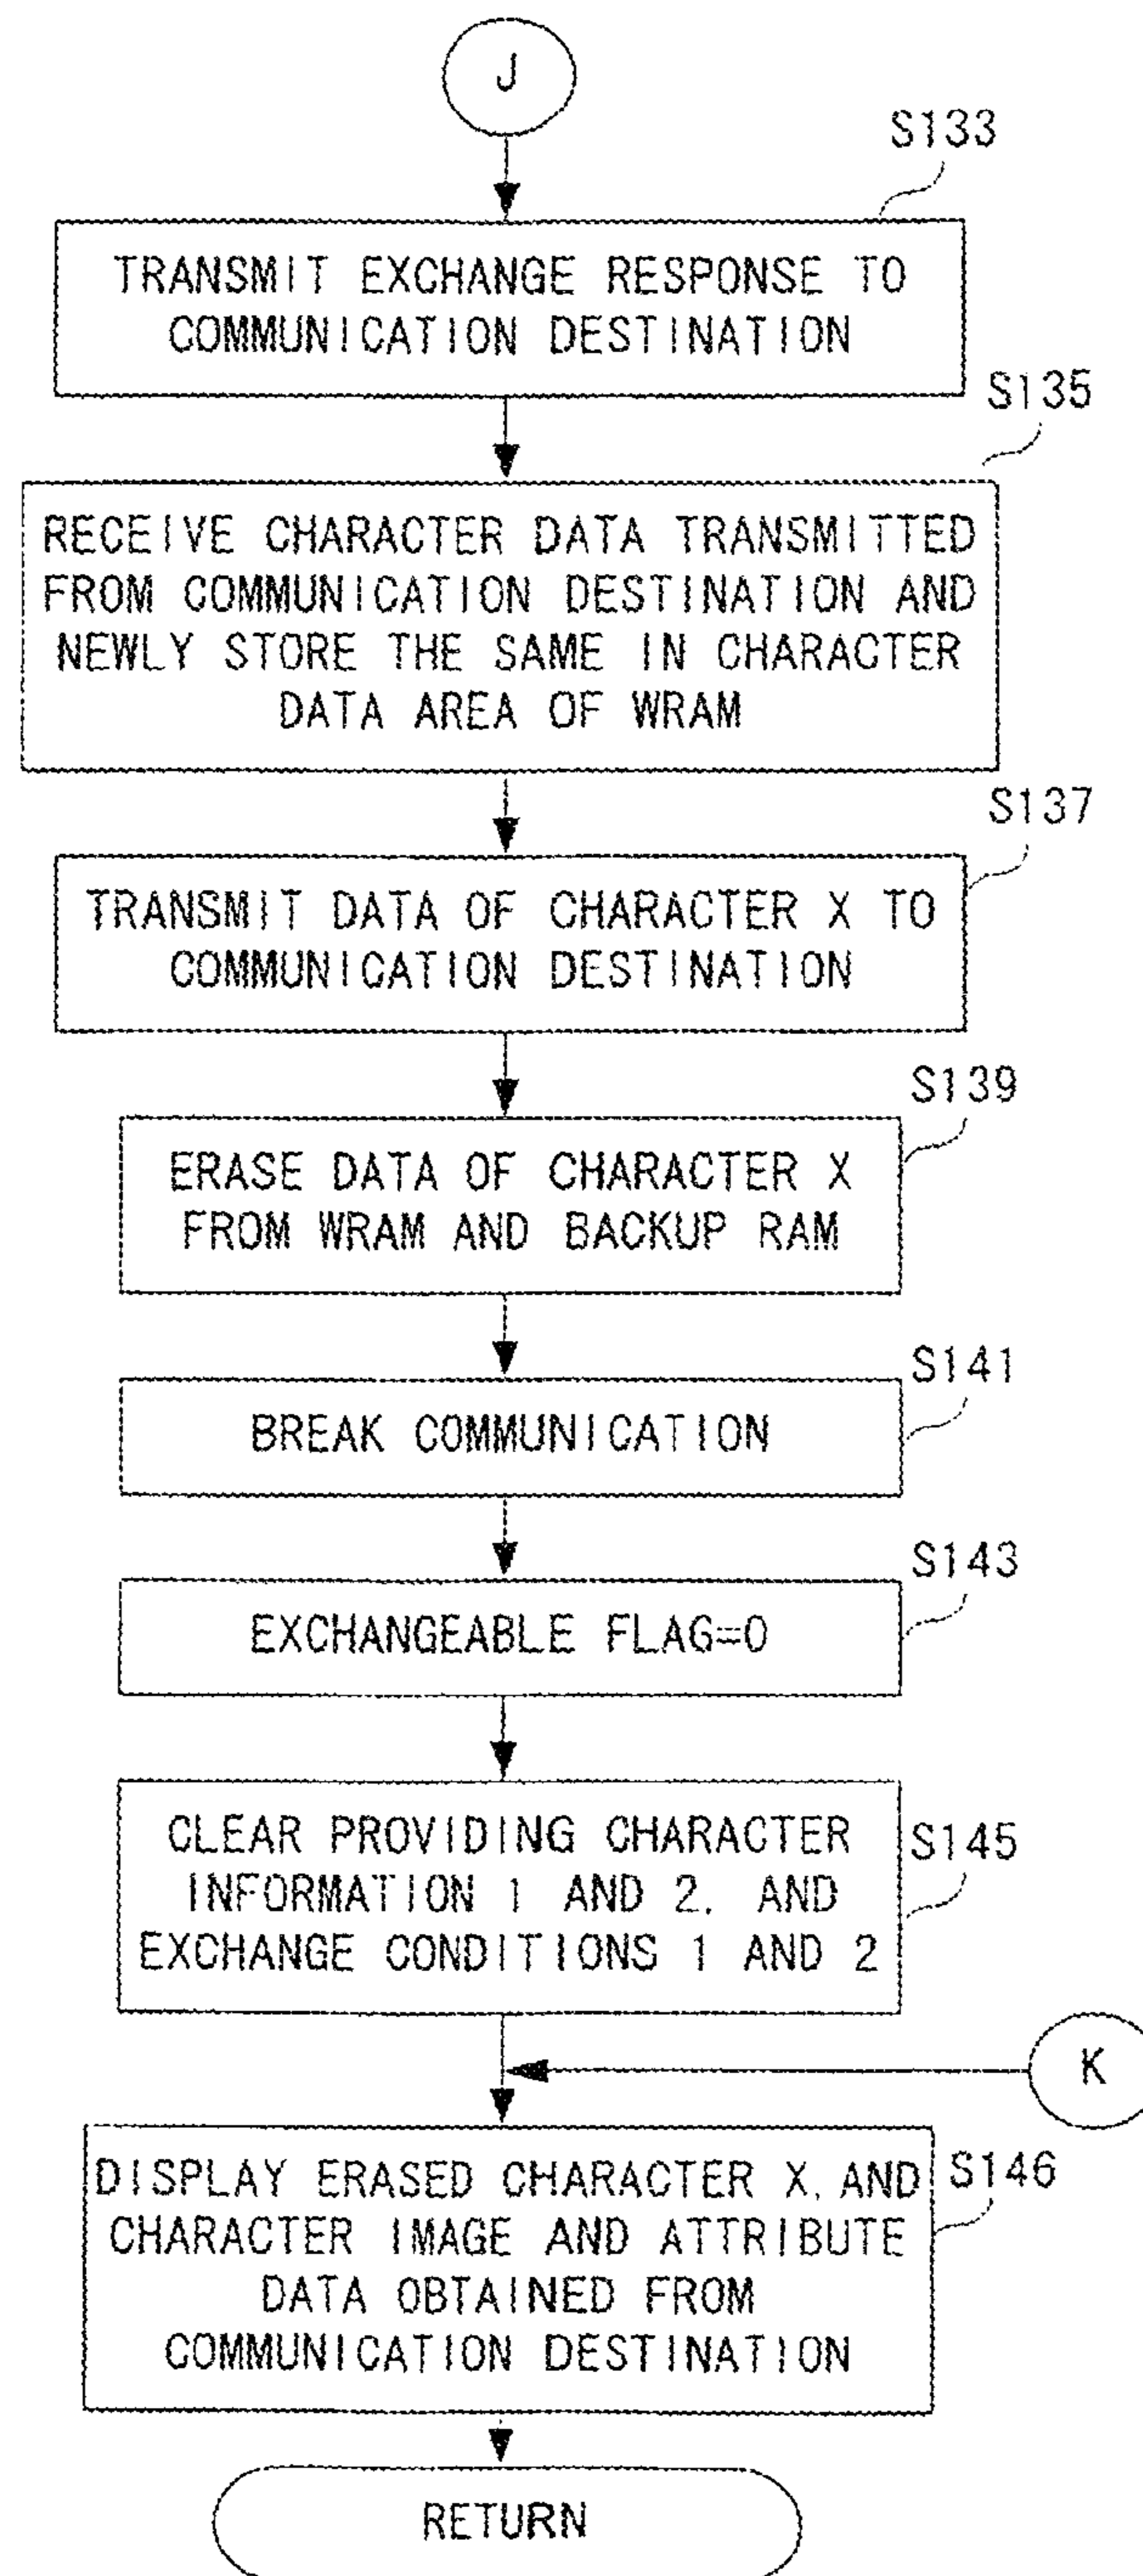 J
S133
TRANSMIT EXCHANGE RESPONSE TO
COMMUNICATION DESTINATION
S135
RECEIVE CHARACTER DATA TRANSMITTED
FROM COMMUNICATION DESTINATION AND
NEWLY STORE THE SAME IN CHARACTER
DATA AREA OF WRAM
S137
TRANSMIT DATA OF CHARACTER X TO
COMMUNICATION DESTINATION
S139
ERASE DATA OF CHARACTER X
FROM WRAM AND BACKUP RAM
S141
BREAK COMMUNICATION
S143
EXCHANGEABLE FLAG=0
S145
CLEAR PROVIDING CHARACTER
INFORMATION 1 AND 2, AND
EXCHANGE CONDITIONS 1 AND 2
K
S146
DISPLAY ERASED CHARACTER X, AND
CHARACTER IMAGE AND ATTRIBUTE
DATA OBTAINED FROM
COMMUNICATION DESTINATION
RETURN